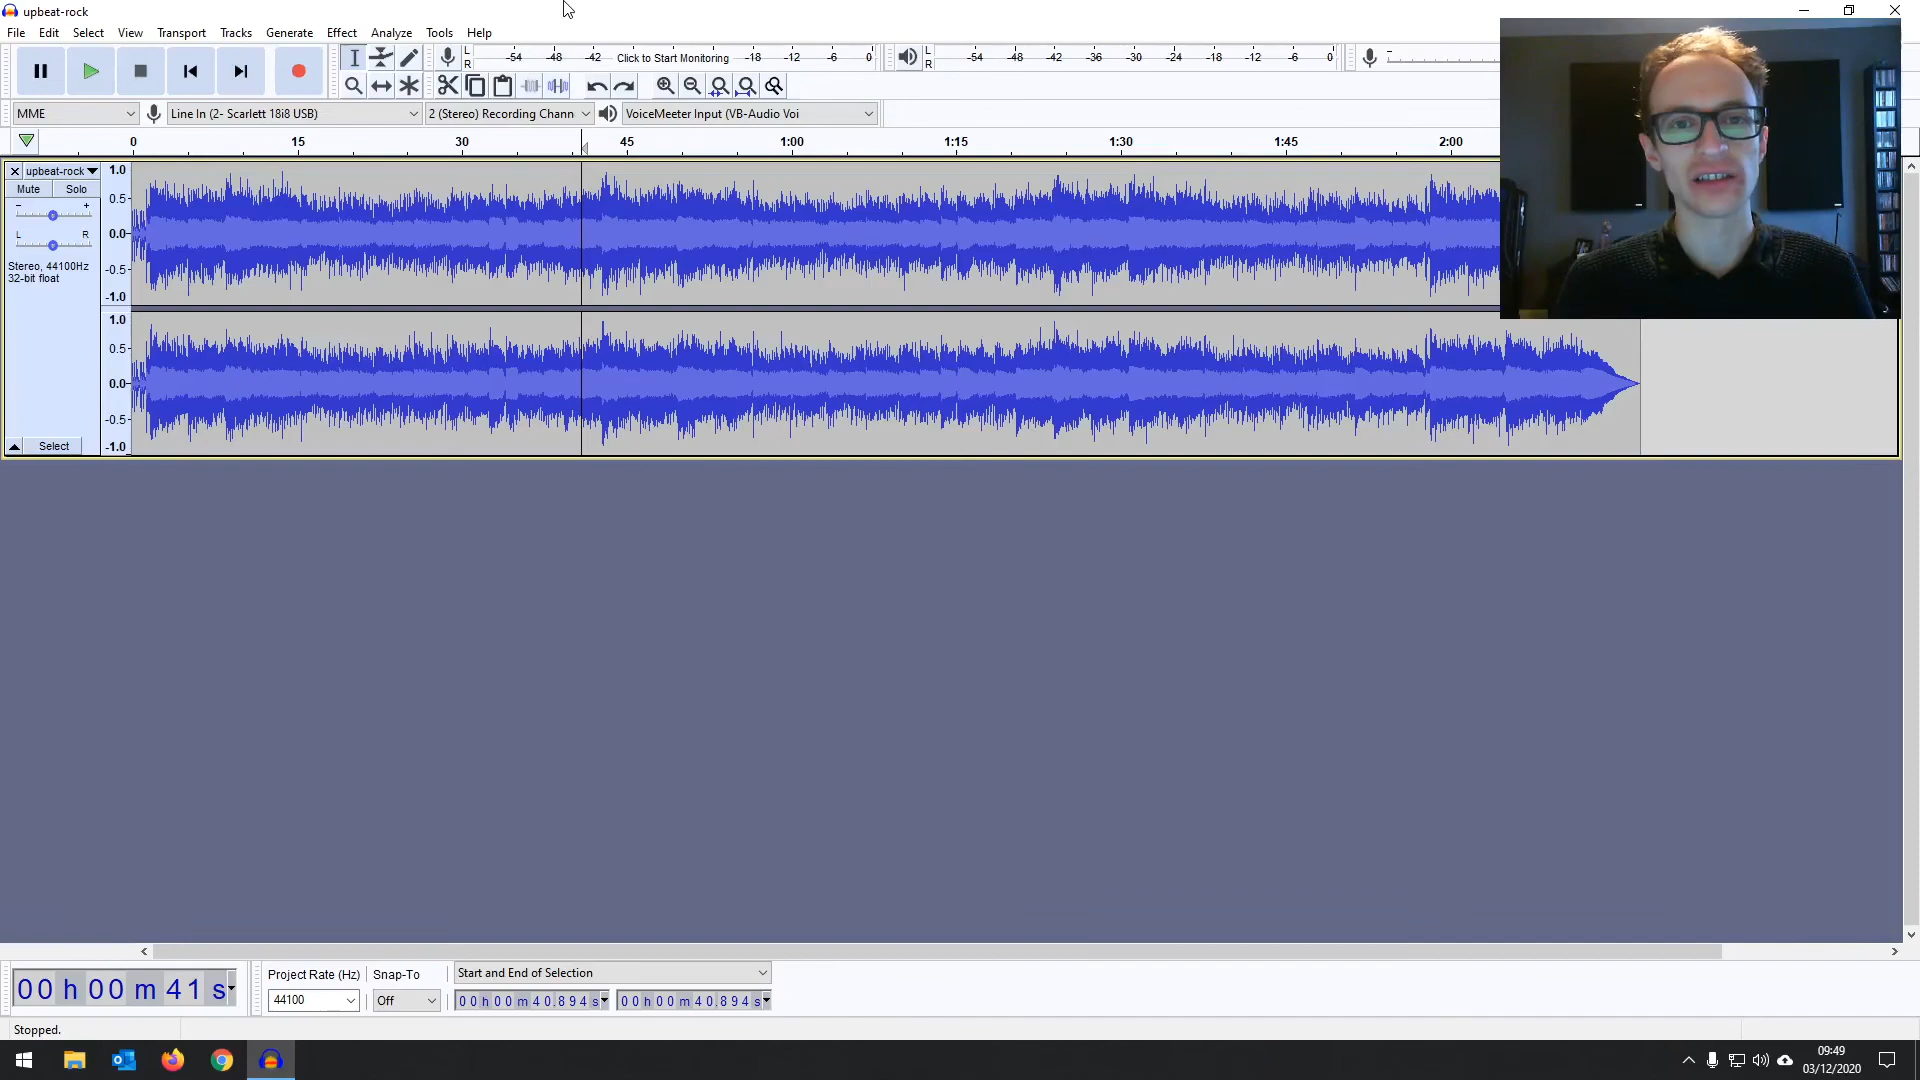 upbeat-rock
File Edit Select View Transport Tracks Generate Effect Analyze Tools Help
L
R
-54 -48 -42 Click to Start Monitoring -18 -12 -6 0
L
R
-54 -48 -42 -36 -30 -24 -18 -12 -6 0
MME
Line In (2- Scarlett 18i8 USB)
2 (Stereo) Recording Chann
VoiceMeeter Input (VB-Audio Voi
0 15 30 45 1:00 1:15 1:30 1:45 2:00
upbeat-rock
Mute Solo
- +
L R
Stereo, 44100Hz
32-bit float
Select
1.0
0.5
0.0
-0.5
-1.0
1.0
0.5
0.0
-0.5
-1.0
00 h 00 m 41 s
Project Rate (Hz)
44100
Snap-To
Off
Start and End of Selection
00 h 00 m 40.894 s
00 h 00 m 40.894 s
Stopped.
09:49
03/12/2020